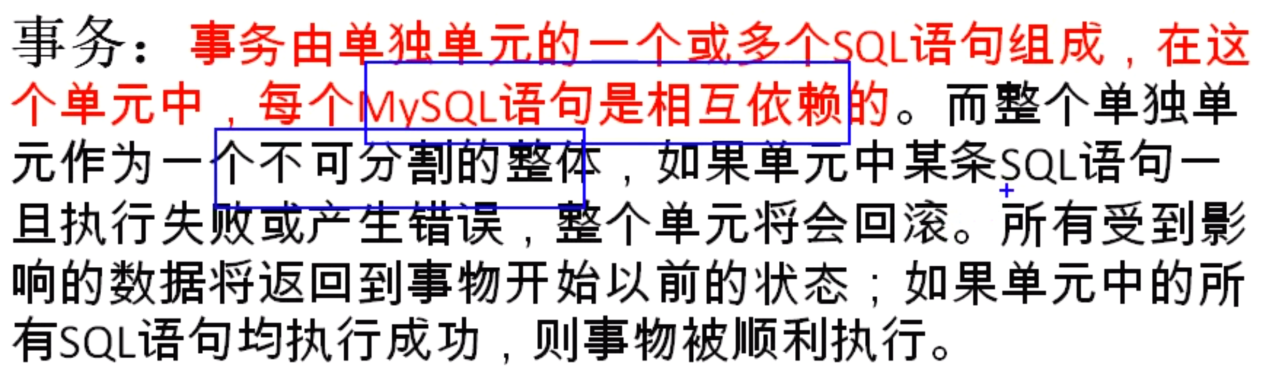 事务：事务由单独单元的一个或多个SQL语句组成，在这
个单元中，每个MySQL语句是相互依赖的。而整个单独单
元作为一个不可分割的整体，如果单元中某条SQL语句一
旦执行失败或产生错误，整个单元将会回滚。所有受到影
响的数据将返回到事物开始以前的状态；如果单元中的所
有SQL语句均执行成功，则事物被顺利执行。